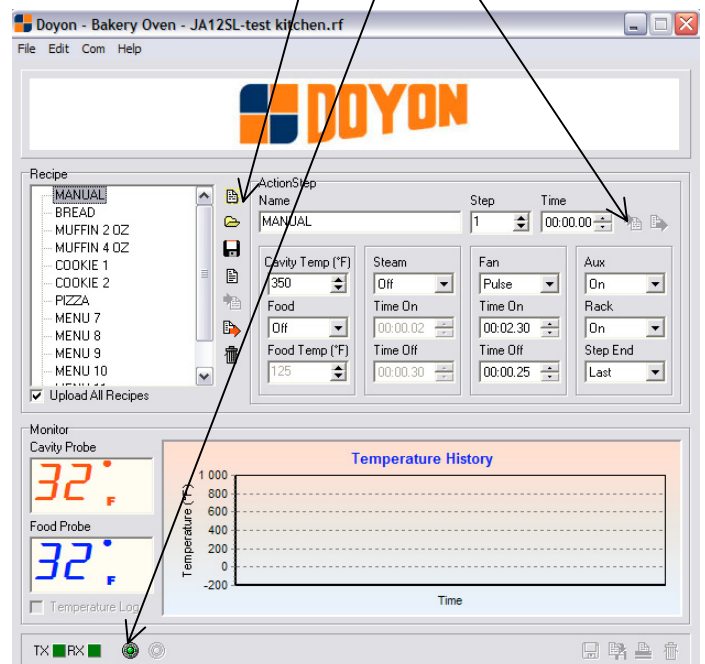 Doyon - Bakery Oven - JA12SL-test kitchen.rf
File Edit Com Help
DOYON
Recipe
MANUAL
BREAD
MUFFIN 2 OZ
MUFFIN 4 OZ
COOKIE 1
COOKIE 2
PIZZA
MENU 7
MENU 8
MENU 9
MENU 10
Upload All Recipes
ActionStep
Name Step Time
MANUAL 1 00:00.00
Cavity Temp (°F) Steam Fan Aux
350 Off Pulse On
Food Time On Time On Rack
Off 00:00.02 00:02.30 On
Food Temp (°F) Time Off Time Off Step End
125 00:00.30 00:00.25 Last
Monitor
Cavity Probe
32° F
Food Probe
32° F
Temperature Log
Temperature History
Temperature (°F)
1 000
800
600
400
200
0
-200
Time
TX RX